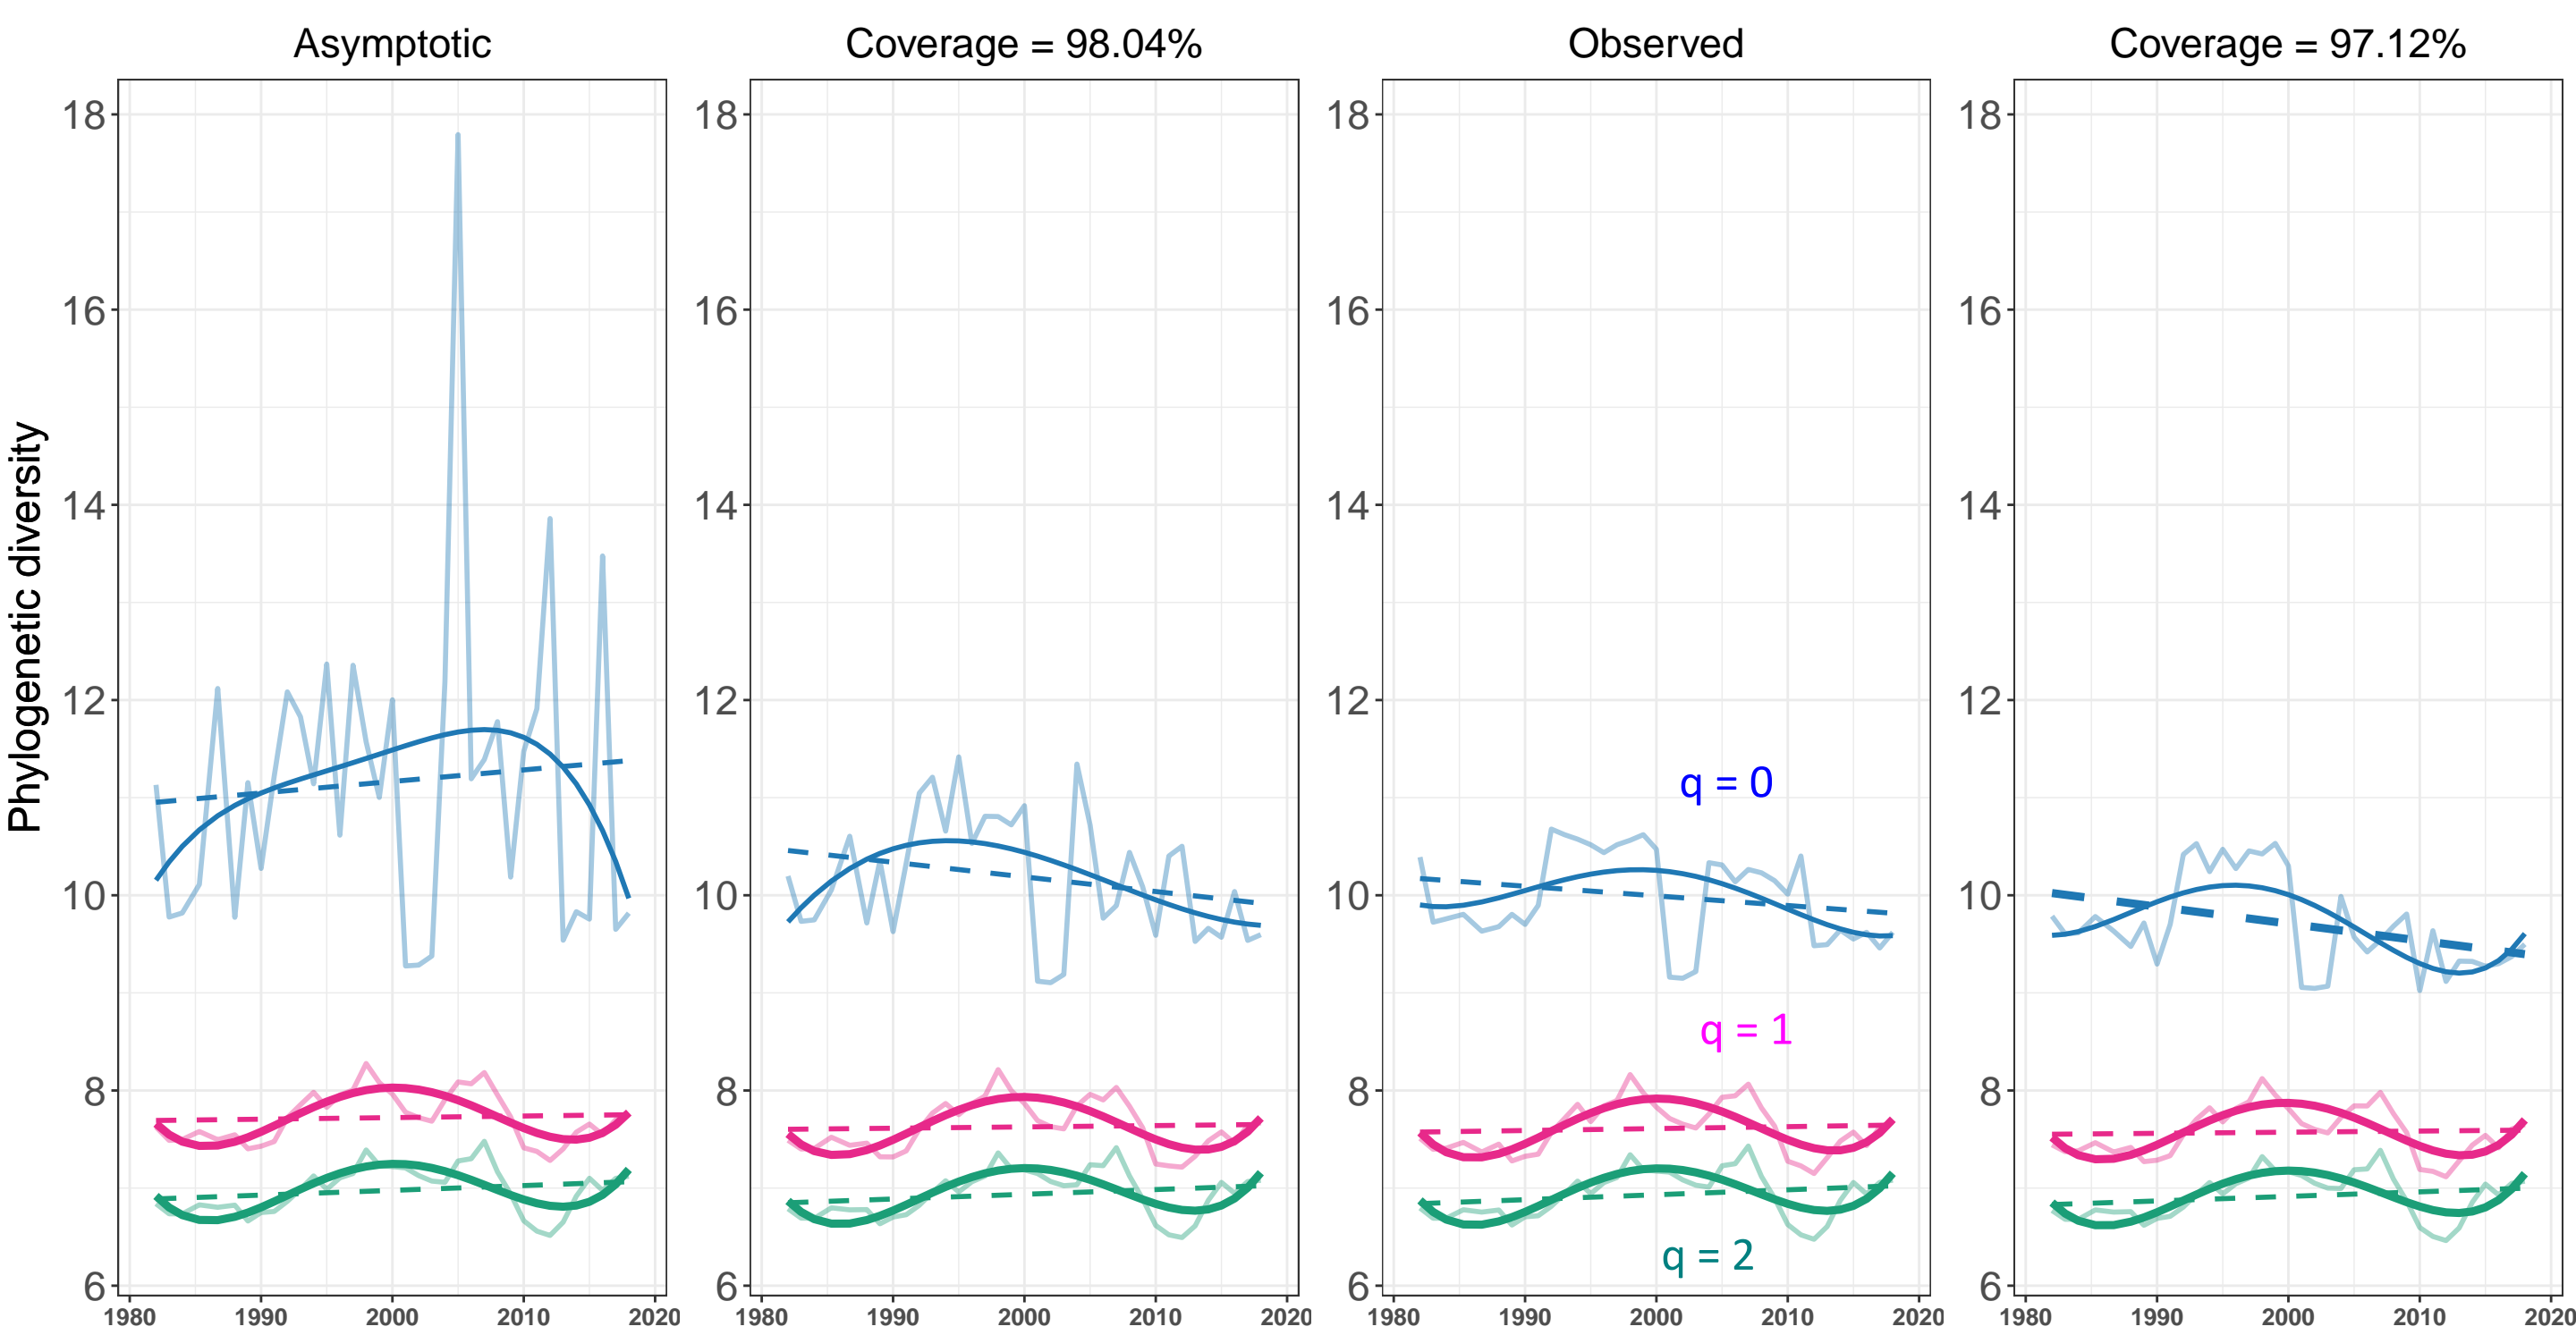 Asymptotic
Coverage = 98.04%
Observed
Coverage = 97.12%
Phylogenetic diversity
18
16
14
12
10
8
6
18
16
14
12
10
8
6
18
16
14
12
10
8
6
18
16
14
12
10
8
6
q = 0
q = 1
q = 2
1980 1990 2000 2010 2020
1980 1990 2000 2010 2020
1980 1990 2000 2010 2020
1980 1990 2000 2010 2020